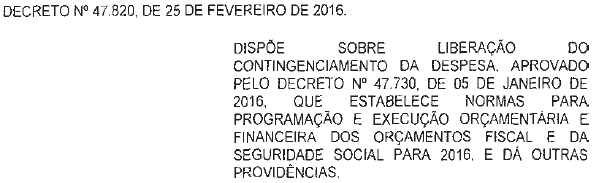 DECRETO Nº 47.820, DE 25 DE FEVEREIRO DE 2016.
DISPÕE SOBRE LIBERAÇÃO DO
CONTINGENCIAMENTO DA DESPESA, APROVADO
PELO DECRETO Nº 47.730, DE 05 DE JANEIRO DE
2016, QUE ESTABELECE NORMAS PARA
PROGRAMAÇÃO E EXECUÇÃO ORÇAMENTÁRIA E
FINANCEIRA DOS ORÇAMENTOS FISCAL E DA
SEGURIDADE SOCIAL PARA 2016, E DÁ OUTRAS
PROVIDÊNCIAS.